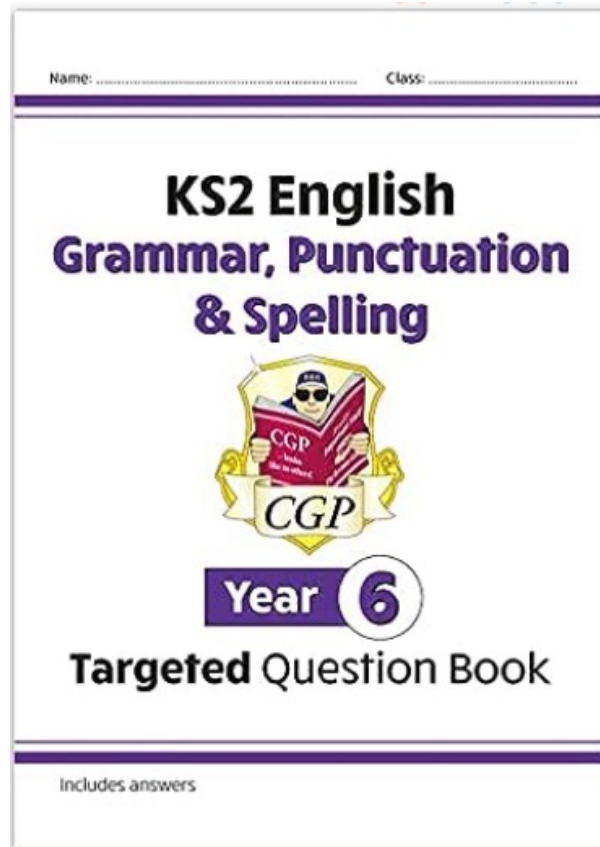 Name: ............................................................ Class: ...................................
KS2 English
Grammar, Punctuation
& Spelling
CGP
CGP
Year 6
Targeted Question Book
Includes answers